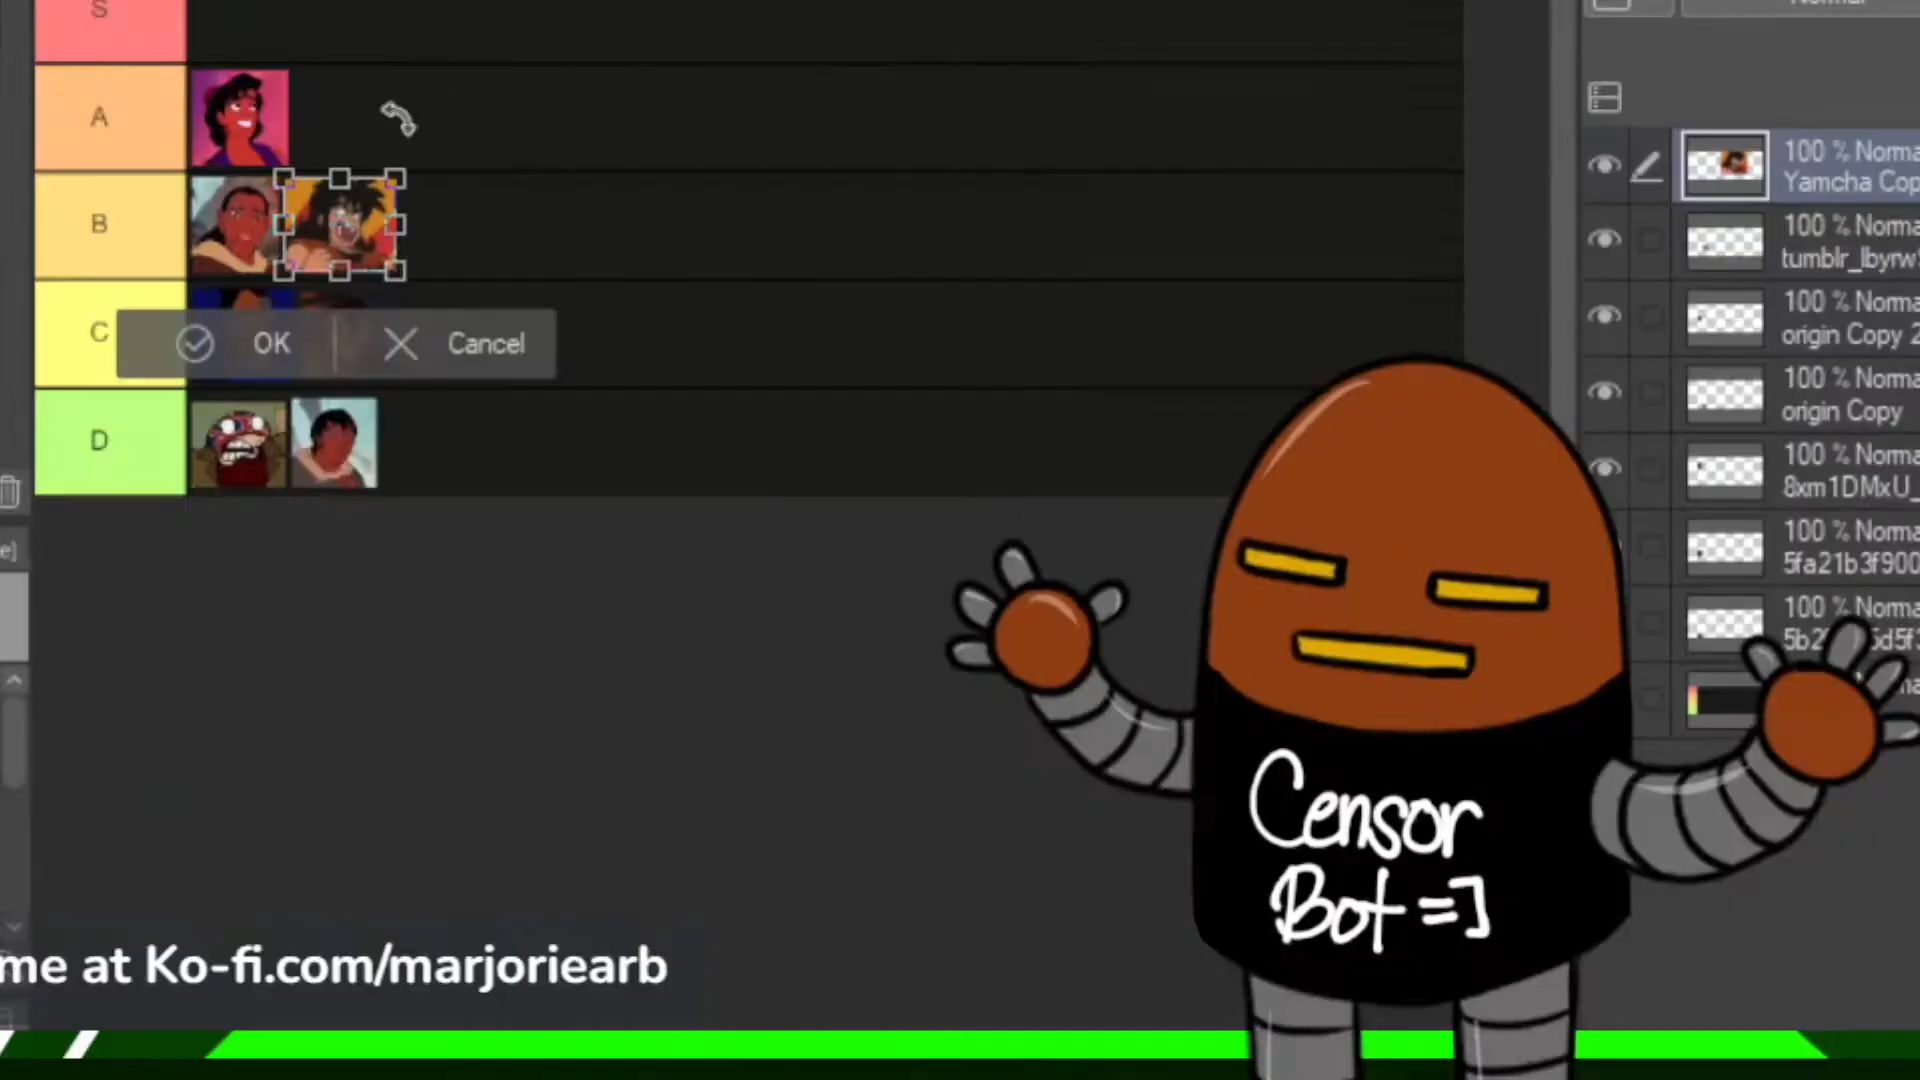 S
A
B
C
OK
Cancel
D
100 % Norma
Yamcha Cop
100 % Norma
tumblr_lbyrw
100 % Norma
origin Copy 2
100 % Norma
origin Copy
100 % Norma
8xm1DMxU_
100 % Norma
5fa21b3f900
100 % Norma
e]
Censor
Bot =]
me at Ko-fi.com/marjoriearb